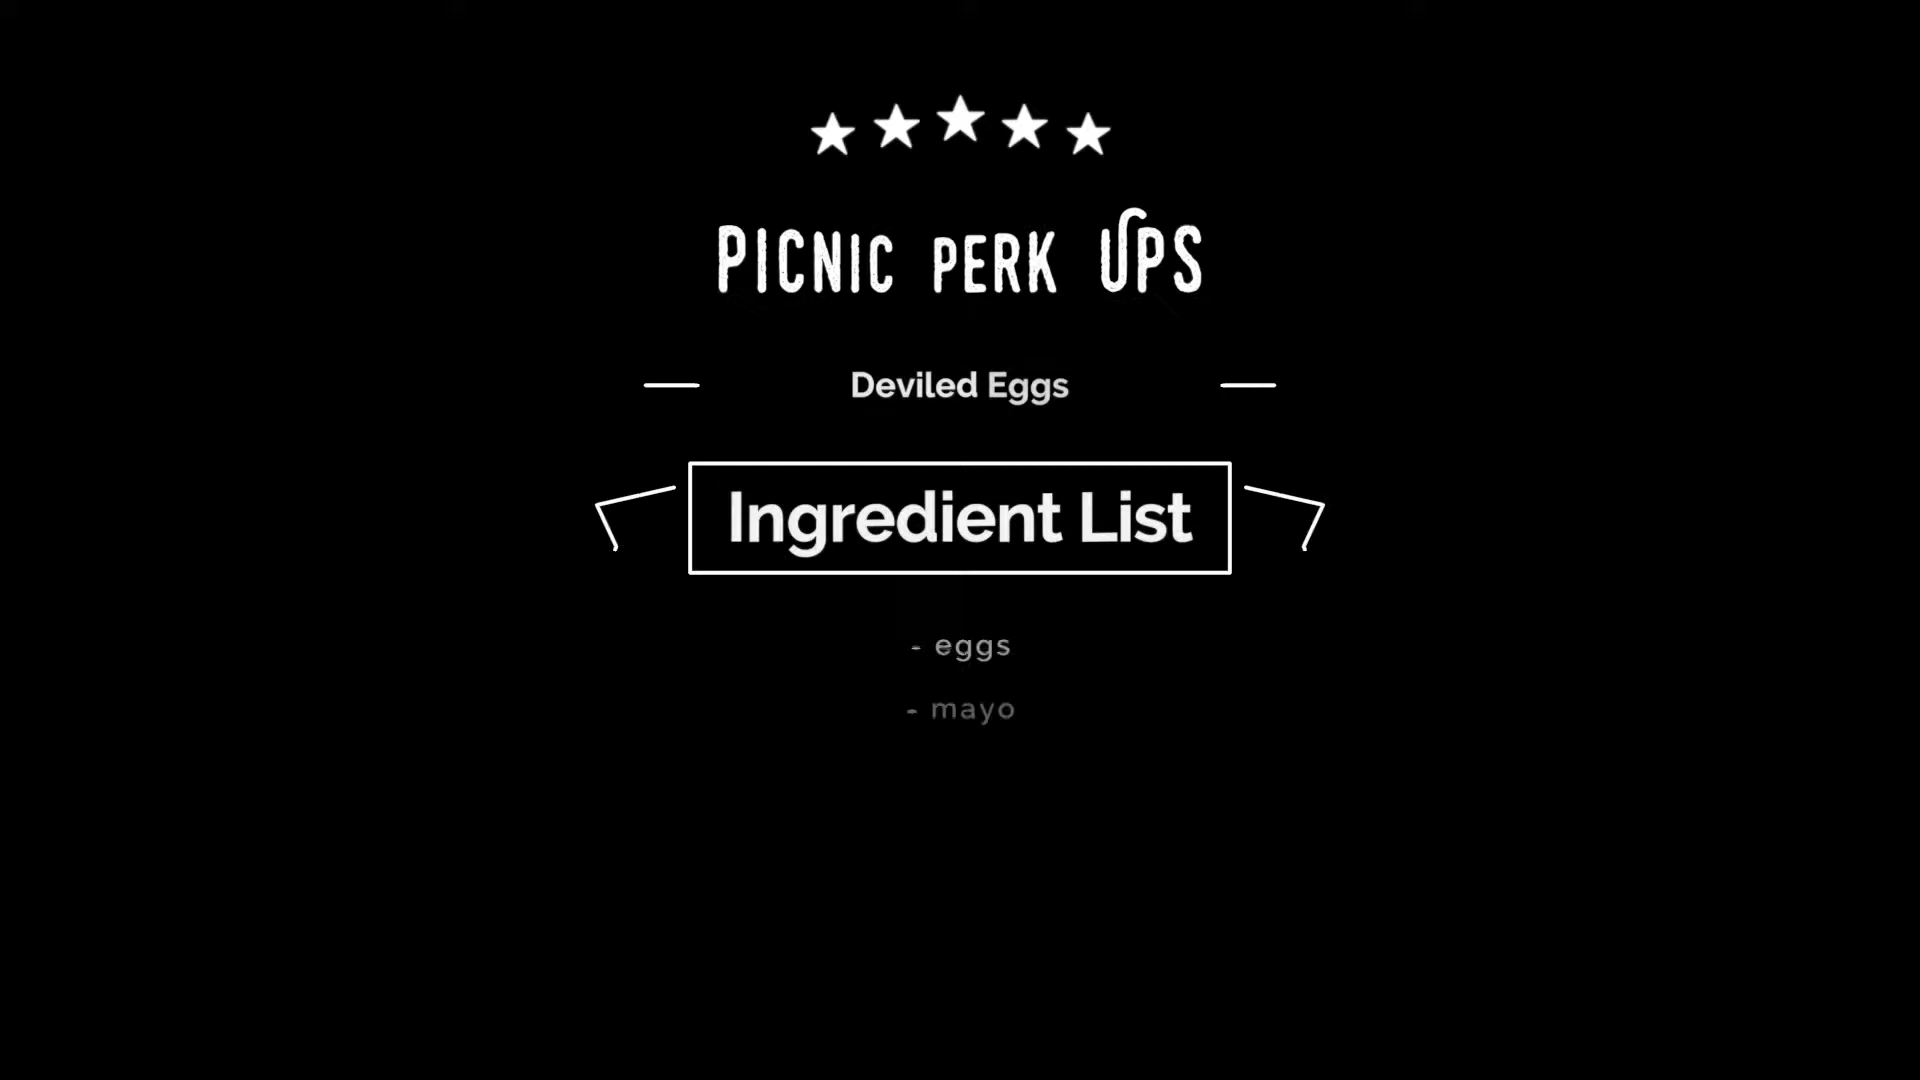 PICNIC PERK UPS
Deviled Eggs
Ingredient List
- eggs
- mayo